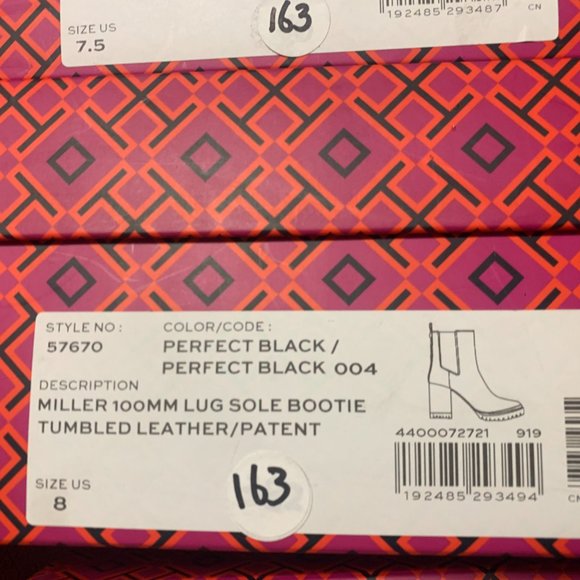 163
192485 293487
CN
SIZE US
7.5
STYLE NO :
57670
COLOR/CODE :
PERFECT BLACK /
PERFECT BLACK 004
DESCRIPTION
MILLER 100MM LUG SOLE BOOTIE
TUMBLED LEATHER/PATENT
4400072721 919
192485 293494
SIZE US
8
163